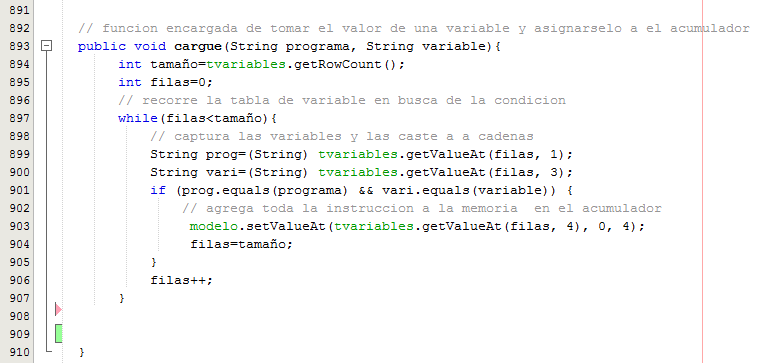 891
892 // funcion encargada de tomar el valor de una variable y asignarselo a el acumulador
893 public void cargue(String programa, String variable){
894 int tamaño=tvariables.getRowCount();
895 int filas=0;
896 // recorre la tabla de variable en busca de la condicion
897 while(filas<tamaño){
898 // captura las variables y las caste a a cadenas
899 String prog=(String) tvariables.getValueAt(filas, 1);
900 String vari=(String) tvariables.getValueAt(filas, 3);
901 if (prog.equals(programa) && vari.equals(variable)) {
902 // agrega toda la instruccion a la memoria  en el acumulador
903 modelo.setValueAt(tvariables.getValueAt(filas, 4), 0, 4);
904 filas=tamaño;
905 }
906 filas++;
907 }
908
909
910 }